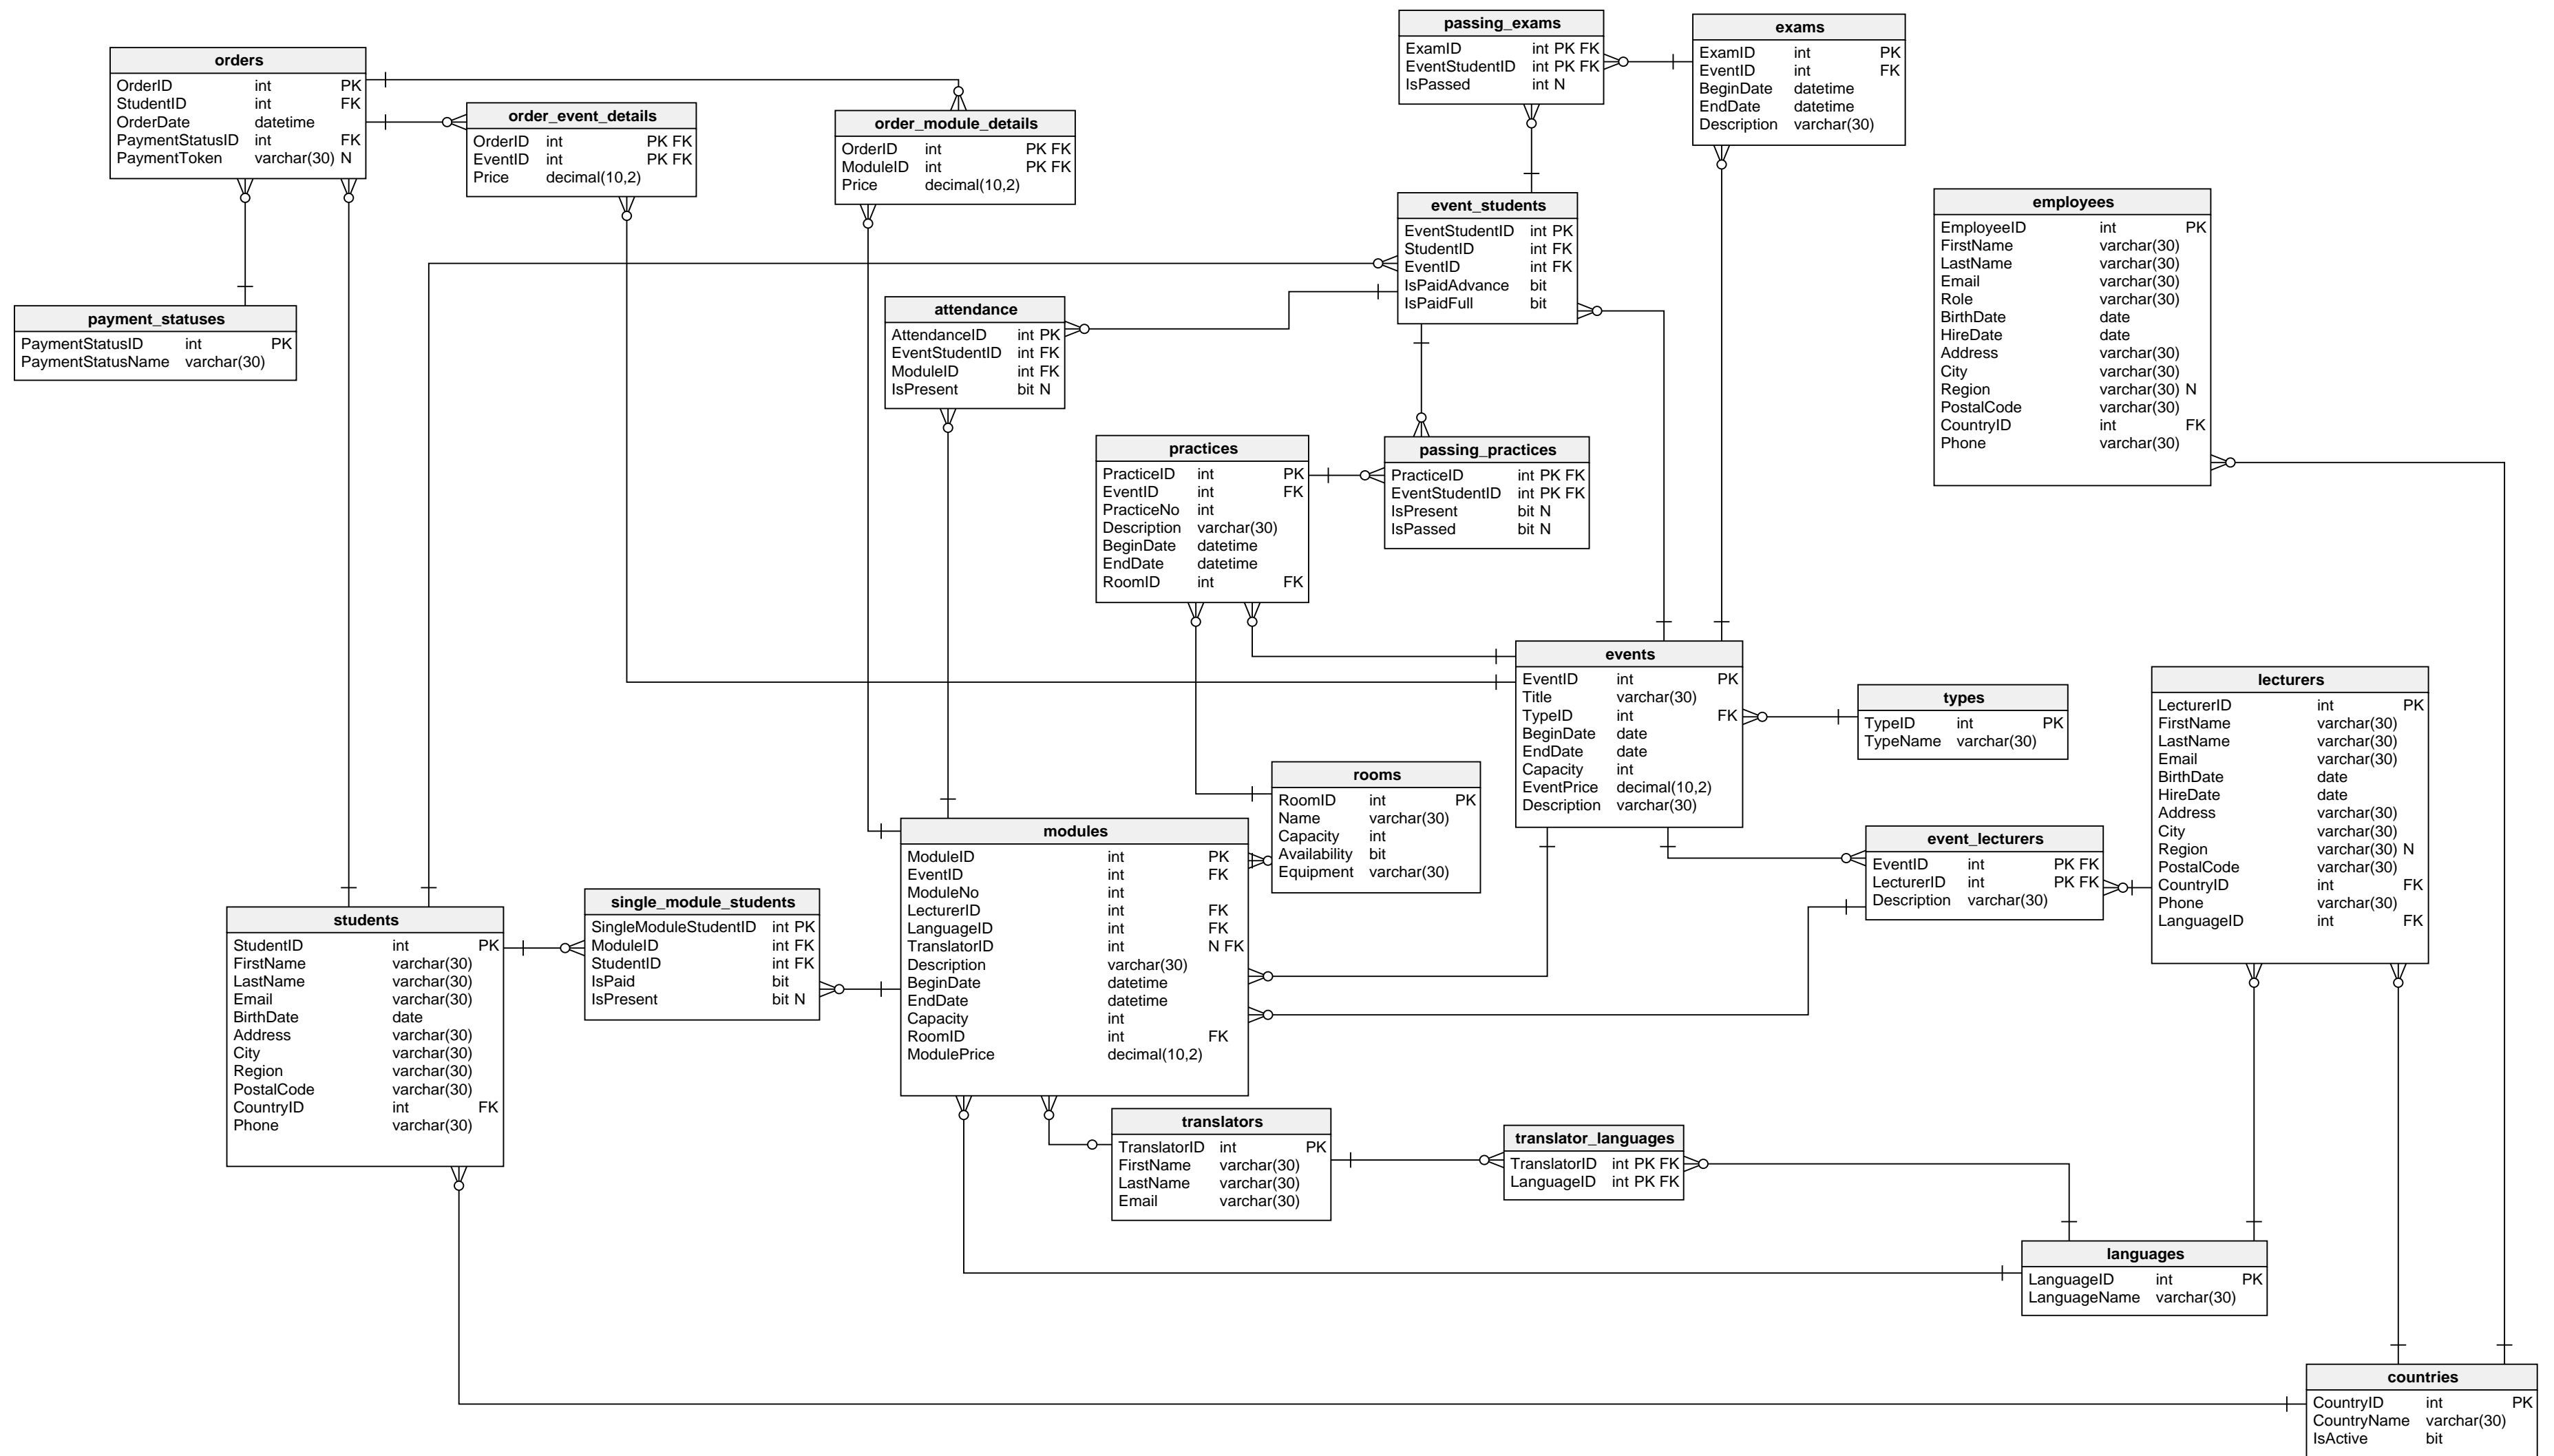 orders
OrderID int PK
StudentID int FK
OrderDate datetime
PaymentStatusID int FK
PaymentToken varchar(30) N
order_event_details
OrderID int PK FK
EventID int PK FK
Price decimal(10,2)
order_module_details
OrderID int PK FK
ModuleID int PK FK
Price decimal(10,2)
passing_exams
ExamID int PK FK
EventStudentID int PK FK
IsPassed int N
exams
ExamID int PK
EventID int FK
BeginDate datetime
EndDate datetime
Description varchar(30)
event_students
EventStudentID int PK
StudentID int FK
EventID int FK
IsPaidAdvance bit
IsPaidFull bit
employees
EmployeeID int PK
FirstName varchar(30)
LastName varchar(30)
Email varchar(30)
Role varchar(30)
BirthDate date
HireDate date
Address varchar(30)
City varchar(30)
Region varchar(30) N
PostalCode varchar(30)
CountryID int FK
Phone varchar(30)
payment_statuses
PaymentStatusID int PK
PaymentStatusName varchar(30)
attendance
AttendanceID int PK
EventStudentID int FK
ModuleID int FK
IsPresent bit N
practices
PracticeID int PK
EventID int FK
PracticeNo int
Description varchar(30)
BeginDate datetime
EndDate datetime
RoomID int FK
passing_practices
PracticeID int PK FK
EventStudentID int PK FK
IsPresent bit N
IsPassed bit N
events
EventID int PK
Title varchar(30)
TypeID int FK
BeginDate date
EndDate date
Capacity int
EventPrice decimal(10,2)
Description varchar(30)
types
TypeID int PK
TypeName varchar(30)
lecturers
LecturerID int PK
FirstName varchar(30)
LastName varchar(30)
Email varchar(30)
BirthDate date
HireDate date
Address varchar(30)
City varchar(30)
Region varchar(30) N
PostalCode varchar(30)
CountryID int FK
Phone varchar(30)
LanguageID int FK
rooms
RoomID int PK
Name varchar(30)
Capacity int
Availability bit
Equipment varchar(30)
event_lecturers
EventID int PK FK
LecturerID int PK FK
Description varchar(30)
modules
ModuleID int PK
EventID int FK
ModuleNo int
LecturerID int FK
LanguageID int FK
TranslatorID int N FK
Description varchar(30)
BeginDate datetime
EndDate datetime
Capacity int
RoomID int FK
ModulePrice decimal(10,2)
single_module_students
SingleModuleStudentID int PK
ModuleID int FK
StudentID int FK
IsPaid bit
IsPresent bit N
students
StudentID int PK
FirstName varchar(30)
LastName varchar(30)
Email varchar(30)
BirthDate date
Address varchar(30)
City varchar(30)
Region varchar(30)
PostalCode varchar(30)
CountryID int FK
Phone varchar(30)
translators
TranslatorID int PK
FirstName varchar(30)
LastName varchar(30)
Email varchar(30)
translator_languages
TranslatorID int PK FK
LanguageID int PK FK
languages
LanguageID int PK
LanguageName varchar(30)
countries
CountryID int PK
CountryName varchar(30)
IsActive bit